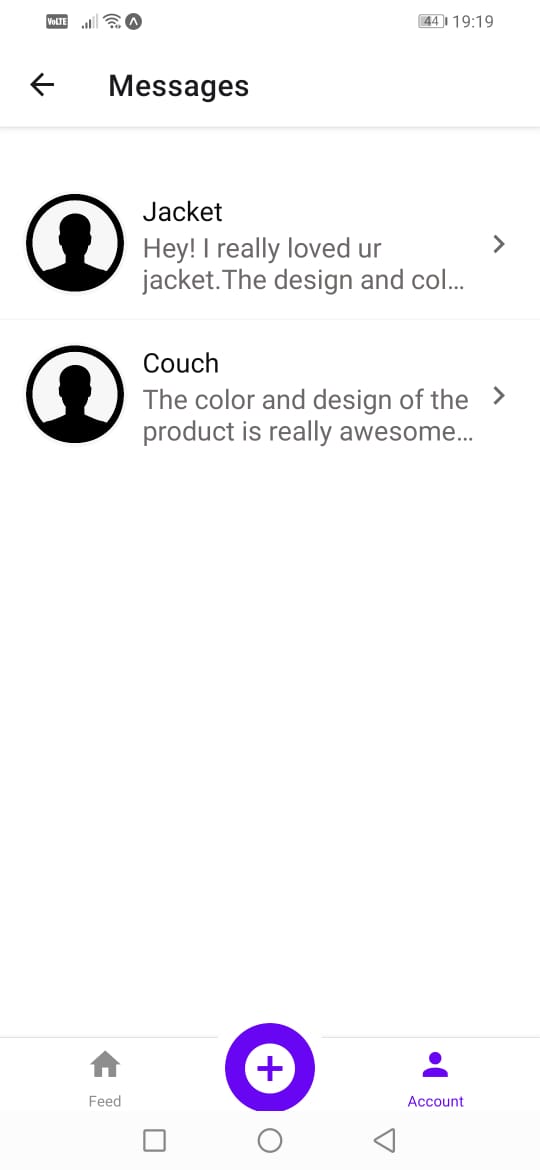 VoLTE 44 19:19
Messages
Jacket
Hey! I really loved ur
jacket.The design and col...
Couch
The color and design of the
product is really awesome...
Feed
Account